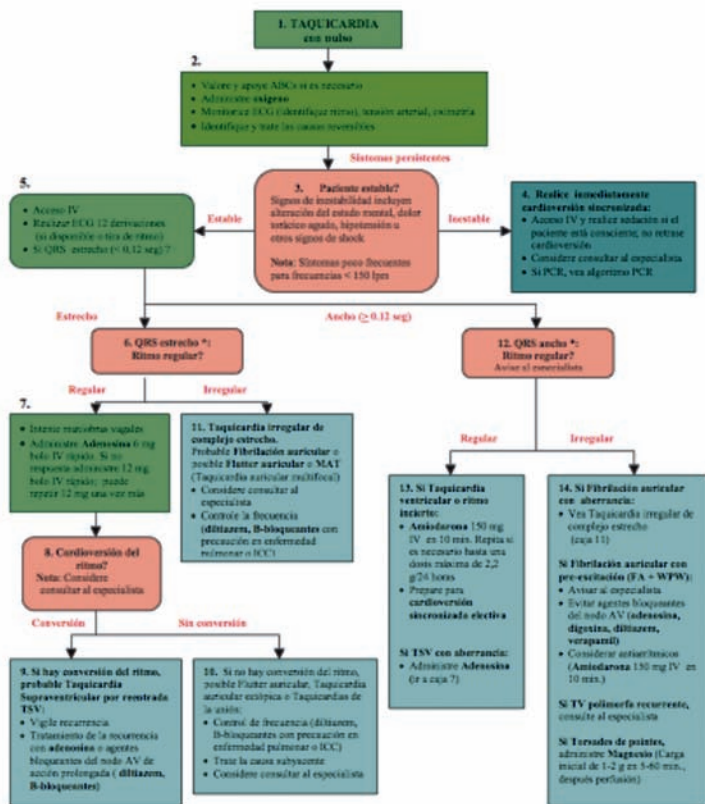 1. TAQUICARDIA
con pulso
2.
• Valore y apoye ABCs si es necesario
• Administre oxígeno
• Monitorice ECG (identifique ritmo), tensión arterial, oximetría
• Identifique y trate las causas reversibles
Síntomas persistentes
3. Paciente estable?
Signos de inestabilidad incluyen
alteración del estado mental, dolor
torácico agudo, hipotensión u
otros signos de shock
Nota: Síntomas poco frecuentes
para frecuencias < 150 lpm
Estable
Inestable
4. Realice inmediatamente
cardioversión sincronizada:
• Acceso IV y realice sedación si el
paciente está consciente, no retrase
cardioversión
• Considere consultar al especialista
• Si PCR, vea algoritmo PCR
5.
• Acceso IV
• Realizar ECG 12 derivaciones
(si disponible o tira de ritmo)
• Si QRS estrecho (< 0,12 seg) ?
Estrecho
Ancho (≥ 0.12 seg)
6. QRS estrecho *:
Ritmo regular?
12. QRS ancho *:
Ritmo regular?
Avisar al especialista
Regular
Irregular
7.
• Intente maniobras vagales
• Administre Adenosina 6 mg
bolo IV rápido. Si no
respuesta administre 12 mg
bolo IV rápido; puede
repetir 12 mg una vez más
11. Taquicardia irregular de
complejo estrecho.
Probable Fibrilación auricular o
posible Flutter auricular o MAT
(Taquicardia auricular multifocal)
• Considere consultar al
especialista
• Controle la frecuencia
(diltiazem, B-bloqueantes con
precaución en enfermedad
pulmonar o ICC)
Regular
Irregular
13. Si Taquicardia
ventricular o ritmo
incierto:
• Amiodarona 150 mg
IV en 10 min. Repita si
es necesario hasta una
dosis máxima de 2,2
g/24 horas
• Prepare para
cardioversión
sincronizada electiva
Si TSV con aberrancia:
• Administre Adenosina
(ir a caja 7)
14. Si Fibrilación auricular
con aberrancia:
• Vea Taquicardia irregular de
complejo estrecho
(caja 11)
Si Fibrilación auricular con
pre-excitación (FA + WPW):
• Avisar al especialista
• Evitar agentes bloqueantes
del nodo AV (adenosina,
digoxina, diltiazem,
verapamil)
• Considerar antiarrítmicos
(Amiodarona 150 mg IV en
10 min.)
Si TV polimorfa recurrente,
consulte al especialista
Si Torsades de pointes,
administre Magnesio (Carga
inicial de 1-2 g en 5-60 min.,
después perfusión)
8. Cardioversión del
ritmo?
Nota: Considere
consultar al especialista
Conversión
Sin conversión
9. Si hay conversión del ritmo,
probable Taquicardia
Supraventricular por reentrada
TSV:
• Vigile recurrencia
• Tratamiento de la recurrencia
con adenosina o agentes
bloqueantes del nodo AV de
acción prolongada ( diltiazem,
B-bloqueantes)
10. Si no hay conversión del ritmo,
posible Flutter auricular, Taquicardia
auricular ectópica o Taquicardias de
la unión:
• Control de frecuencia (diltiazem,
B-bloqueantes con precaución en
enfermedad pulmonar o ICC)
• Trate la causa subyacente
• Considere consultar al especialista